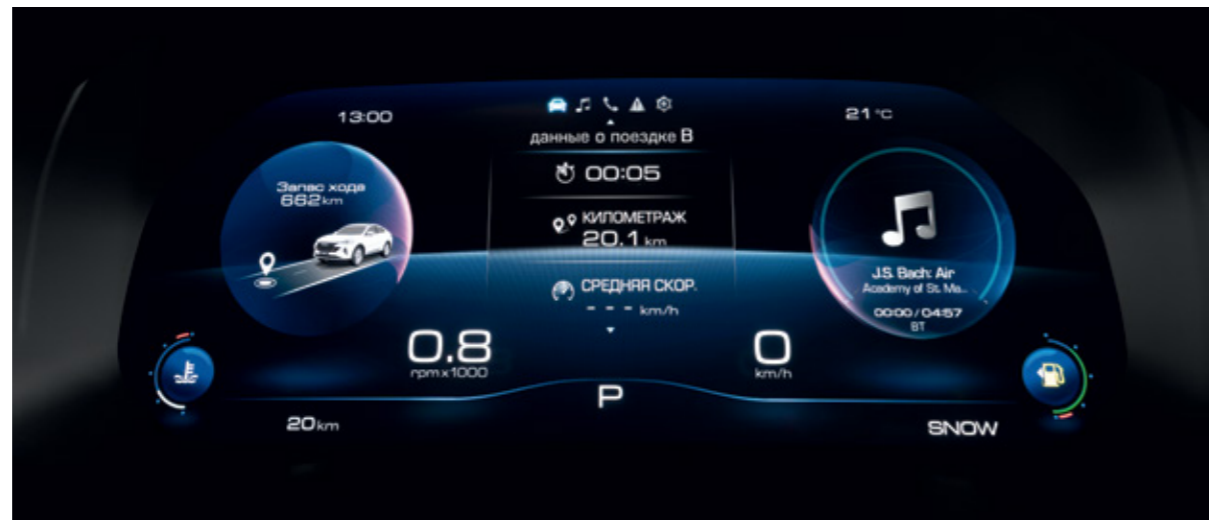 13:00
21 °C
данные о поездке B
00:05
Запас хода
662 km
КИЛОМЕТРАЖ
20.1 km
СРЕДНЯЯ СКОР.
- - - km/h
J.S. Bach: Air
Academy of St. Ma...
00:00 / 04:57
BT
0.8
rpm x1000
0
km/h
P
20 km
SNOW